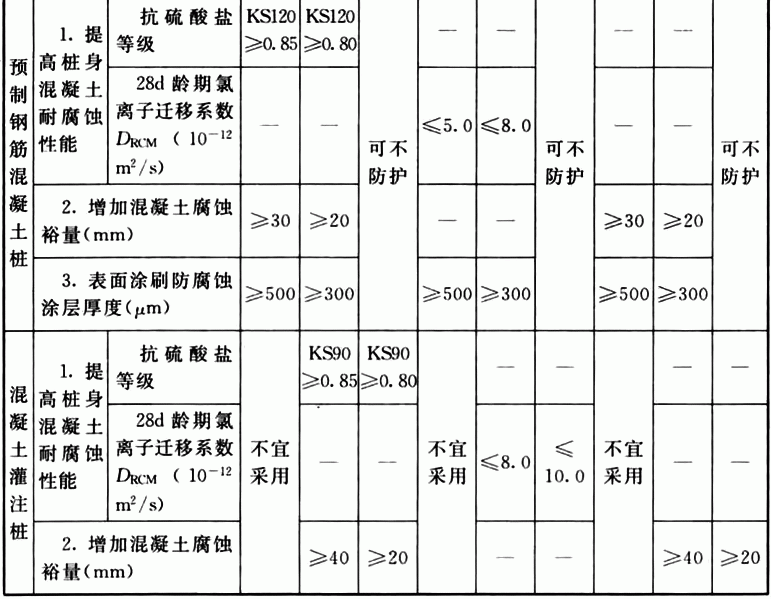 预制钢筋混凝土桩
1. 提高桩身混凝土耐腐蚀性能
抗硫酸盐等级
KS120 ≥0.85
KS120 ≥0.80
可不防护
—
—
可不防护
—
—
可不防护
28d 龄期氯离子迁移系数 DRCM ( 10−12 m2/s)
—
—
≤5.0
≤8.0
—
—
2. 增加混凝土腐蚀裕量(mm)
≥30
≥20
—
—
≥30
≥20
3. 表面涂刷防腐蚀涂层厚度(μm)
≥500
≥300
≥500
≥300
≥500
≥300
混凝土灌注桩
1. 提高桩身混凝土耐腐蚀性能
抗硫酸盐等级
不宜采用
KS90 ≥0.85
KS90 ≥0.80
不宜采用
—
—
不宜采用
—
—
28d 龄期氯离子迁移系数 DRCM ( 10−12 m2/s)
—
—
≤8.0
≤10.0
—
—
2. 增加混凝土腐蚀裕量(mm)
≥40
≥20
—
—
≥40
≥20